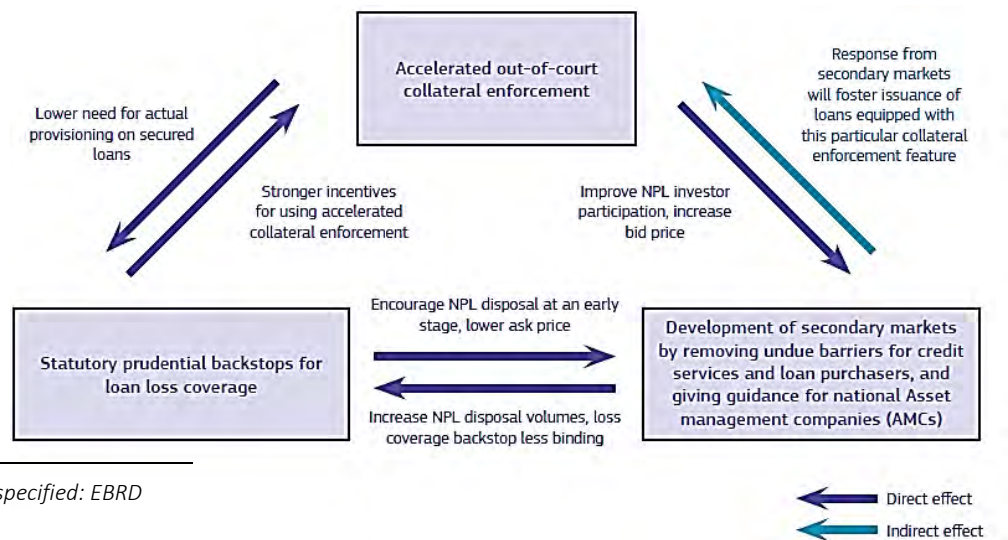 Accelerated out-of-court
collateral enforcement
Response from
secondary markets
will foster issuance of
loans equipped with
this particular collateral
enforcement feature
Lower need for actual
provisioning on secured
loans
Stronger incentives
for using accelerated
collateral enforcement
Improve NPL investor
participation, increase
bid price
Statutory prudential backstops for
loan loss coverage
Encourage NPL disposal at an early
stage, lower ask price
Increase NPL disposal volumes, loss
coverage backstop less binding
Development of secondary markets
by removing undue barriers for credit
services and loan purchasers, and
giving guidance for national Asset
management companies (AMCs)
specified: EBRD
Direct effect
Indirect effect